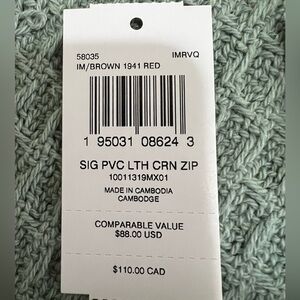 58035 IMRVQ
IM/BROWN 1941 RED
1 95031 08624 3
SIG PVC LTH CRN ZIP
10011319MX01
MADE IN CAMBODIA
CAMBODGE
COMPARABLE VALUE
$88.00 USD
$110.00 CAD